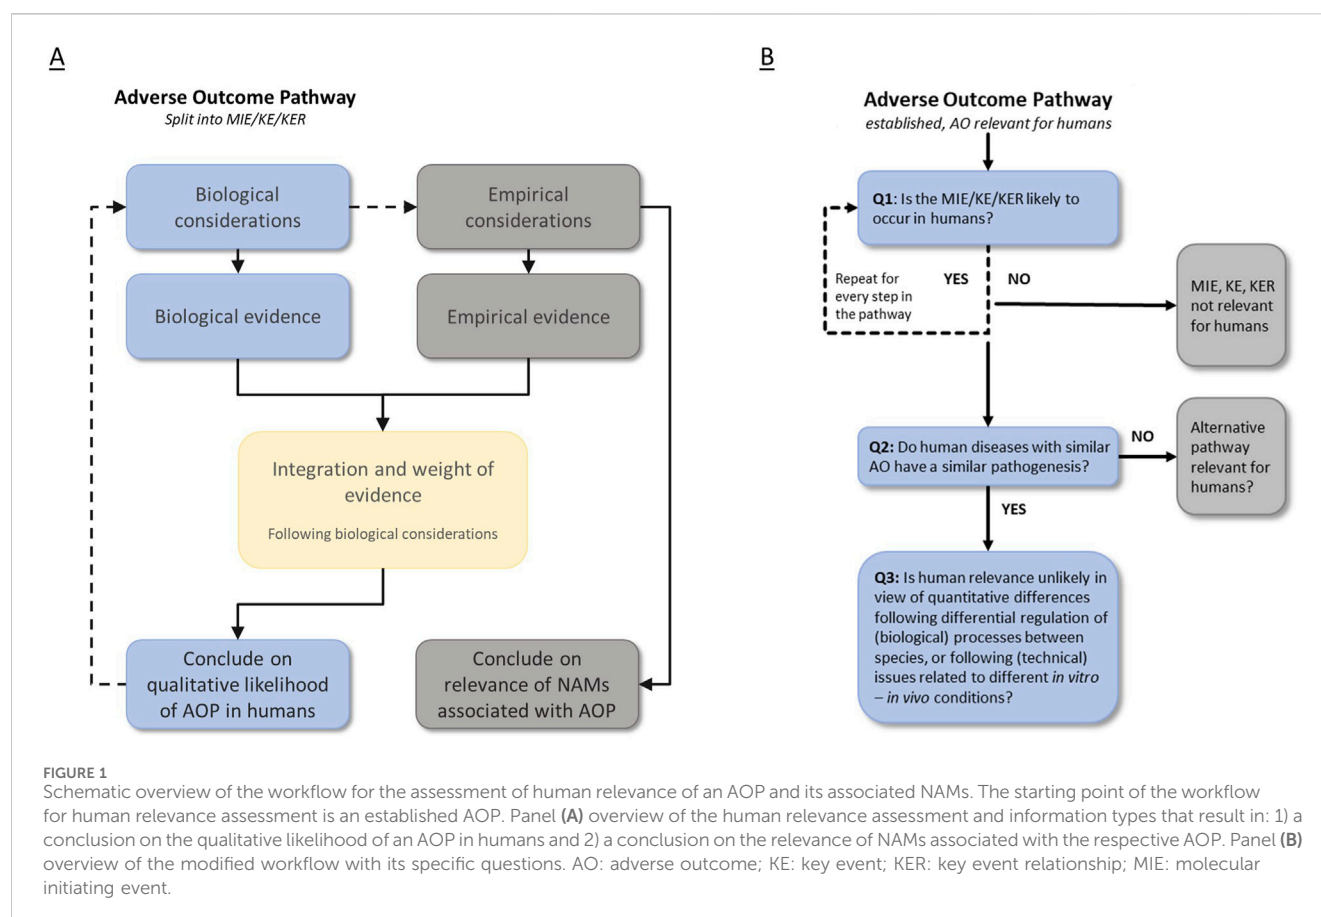 A
Adverse Outcome Pathway
Split into MIE/KE/KER
Biological
considerations
Empirical
considerations
Biological evidence
Empirical evidence
Integration and weight of
evidence
Following biological considerations
Conclude on
qualitative likelihood
of AOP in humans
Conclude on
relevance of NAMs
associated with AOP
B
Adverse Outcome Pathway
established, AO relevant for humans
Q1: Is the MIE/KE/KER likely to
occur in humans?
Repeat for
every step in
the pathway
YES
NO
MIE, KE, KER
not relevant
for humans
Q2: Do human diseases with similar
AO have a similar pathogenesis?
NO
Alternative
pathway
relevant for
humans?
YES
Q3: Is human relevance unlikely in
view of quantitative differences
following differential regulation of
(biological) processes between
species, or following (technical)
issues related to different in vitro
– in vivo conditions?
FIGURE 1
Schematic overview of the workflow for the assessment of human relevance of an AOP and its associated NAMs. The starting point of the workflow
for human relevance assessment is an established AOP. Panel (A) overview of the human relevance assessment and information types that result in: 1) a
conclusion on the qualitative likelihood of an AOP in humans and 2) a conclusion on the relevance of NAMs associated with the respective AOP. Panel (B)
overview of the modified workflow with its specific questions. AO: adverse outcome; KE: key event; KER: key event relationship; MIE: molecular
initiating event.